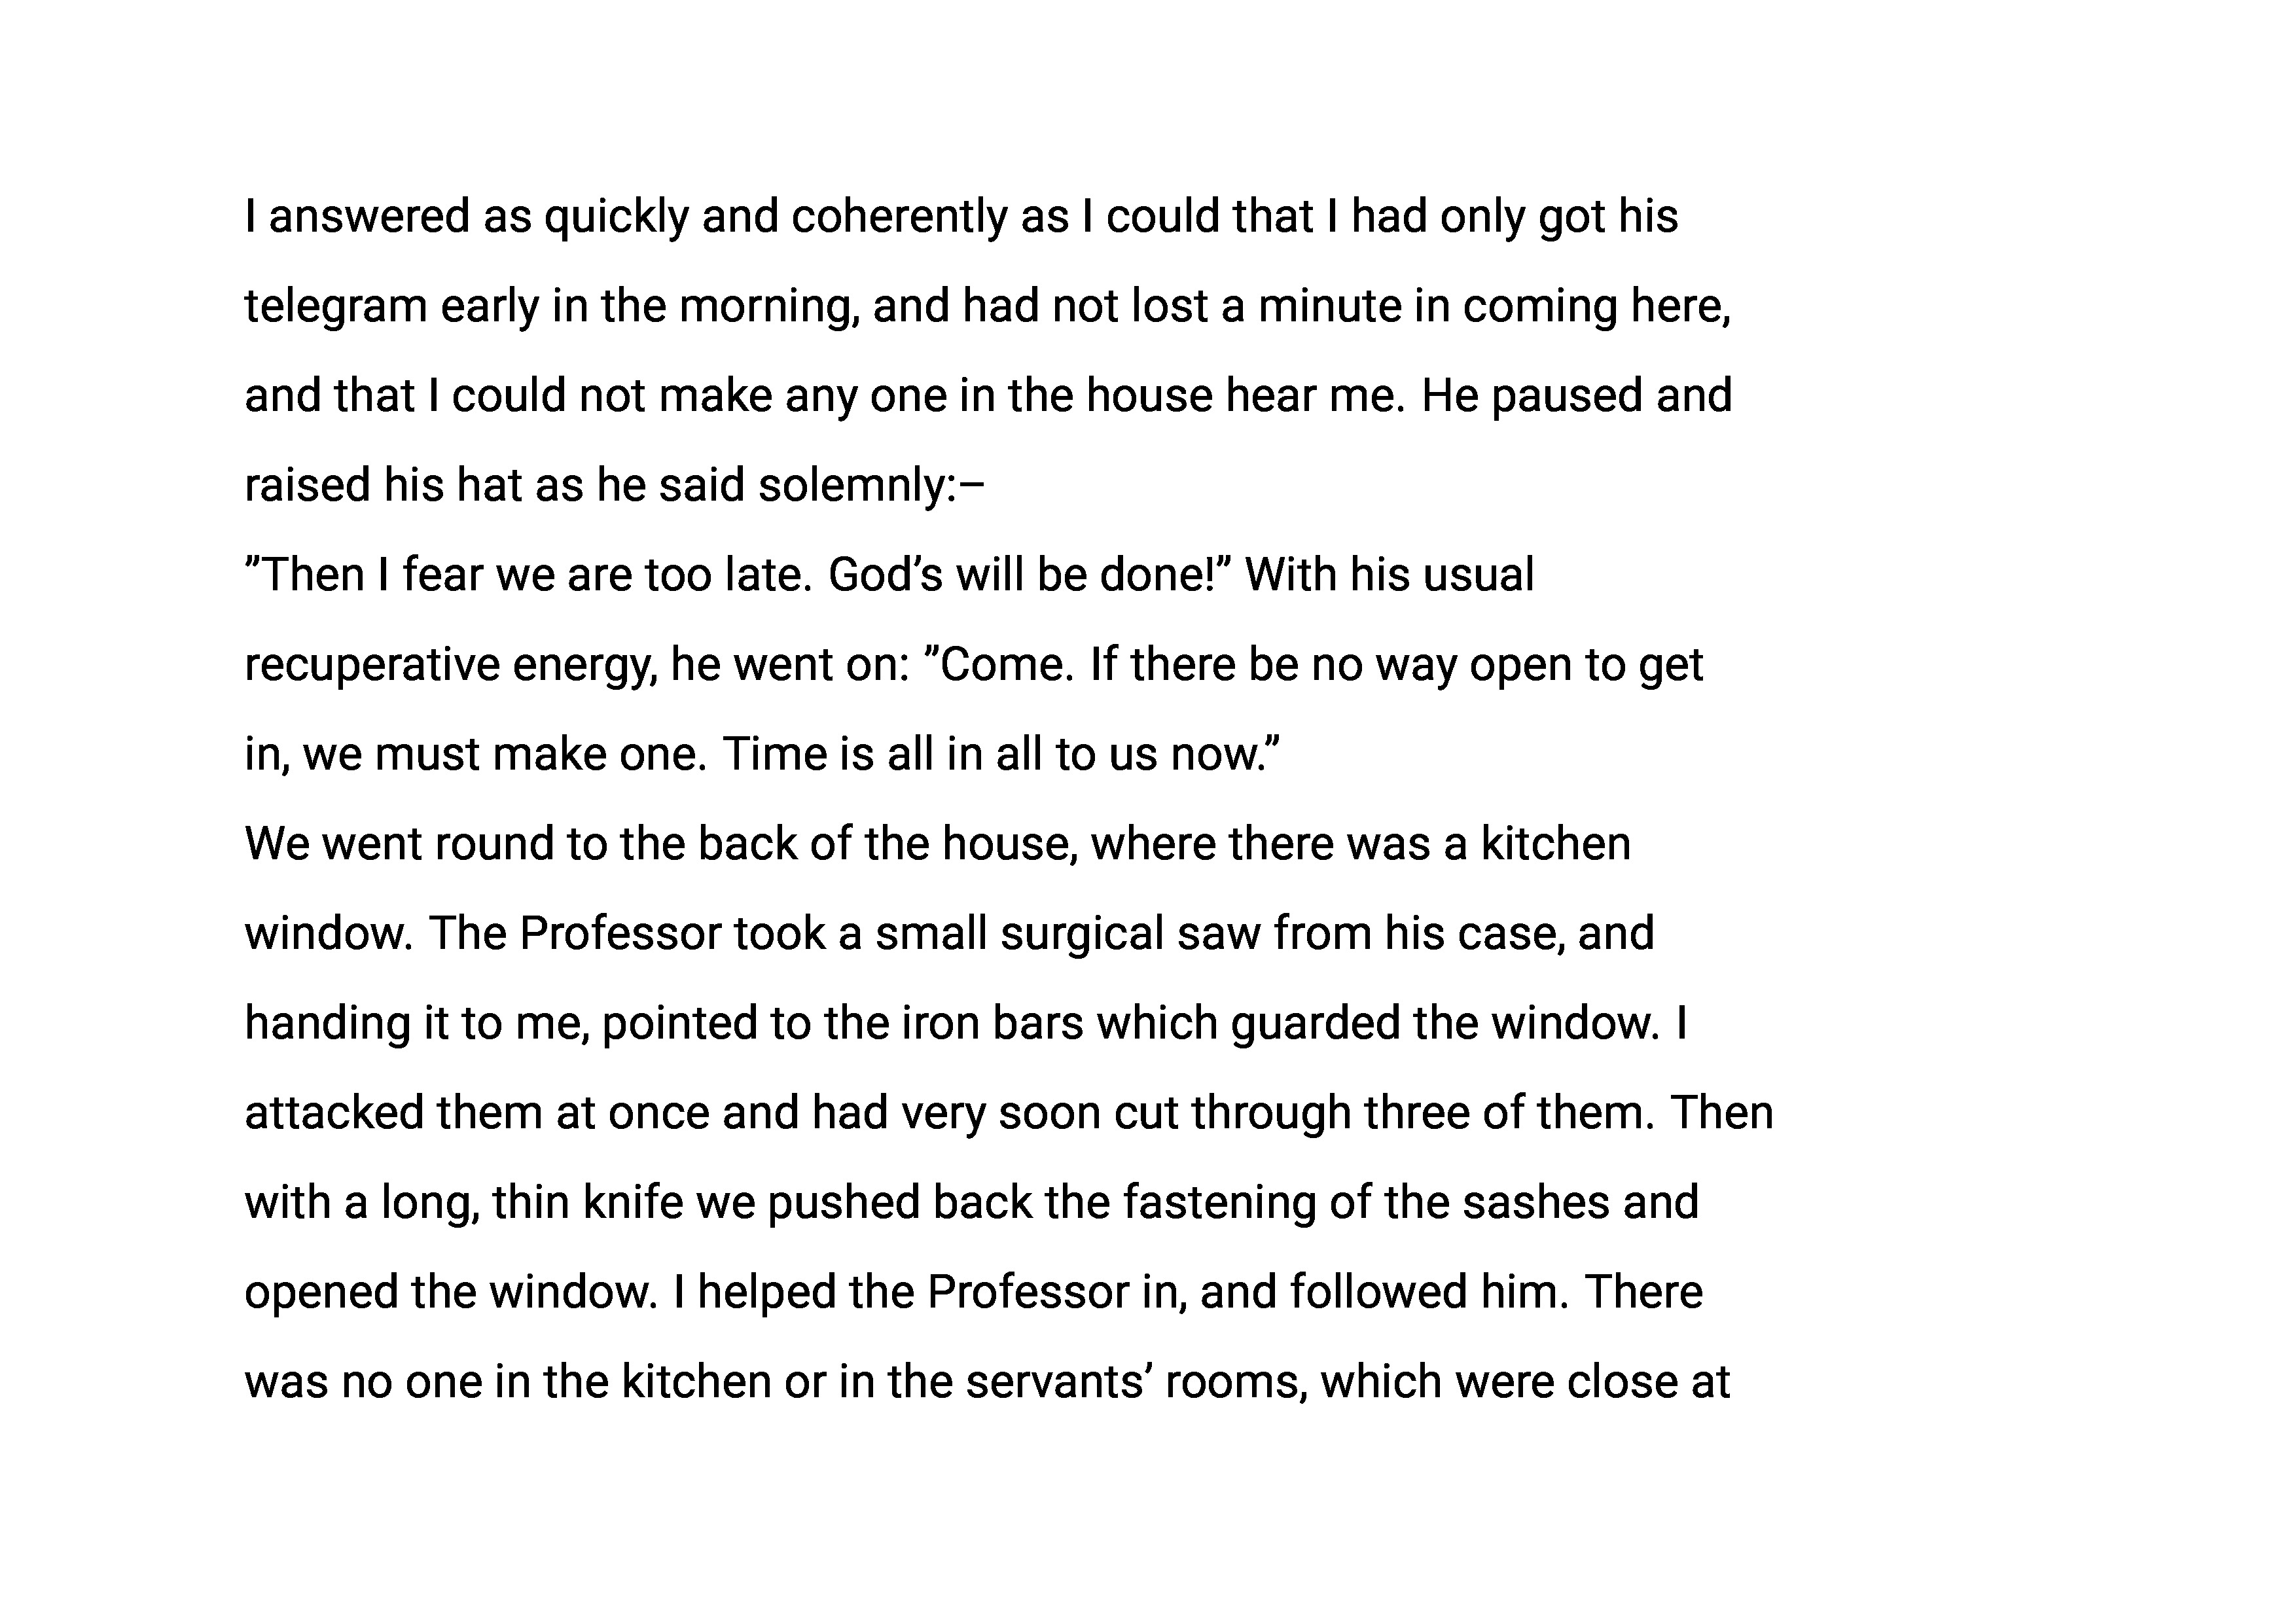 I answered as quickly and coherently as I could that I had only got his
telegram early in the morning, and had not lost a minute in coming here,
and that I could not make any one in the house hear me. He paused and
raised his hat as he said solemnly:–
”Then I fear we are too late. God’s will be done!” With his usual
recuperative energy, he went on: ”Come. If there be no way open to get
in, we must make one. Time is all in all to us now.”
We went round to the back of the house, where there was a kitchen
window. The Professor took a small surgical saw from his case, and
handing it to me, pointed to the iron bars which guarded the window. I
attacked them at once and had very soon cut through three of them. Then
with a long, thin knife we pushed back the fastening of the sashes and
opened the window. I helped the Professor in, and followed him. There
was no one in the kitchen or in the servants’ rooms, which were close at